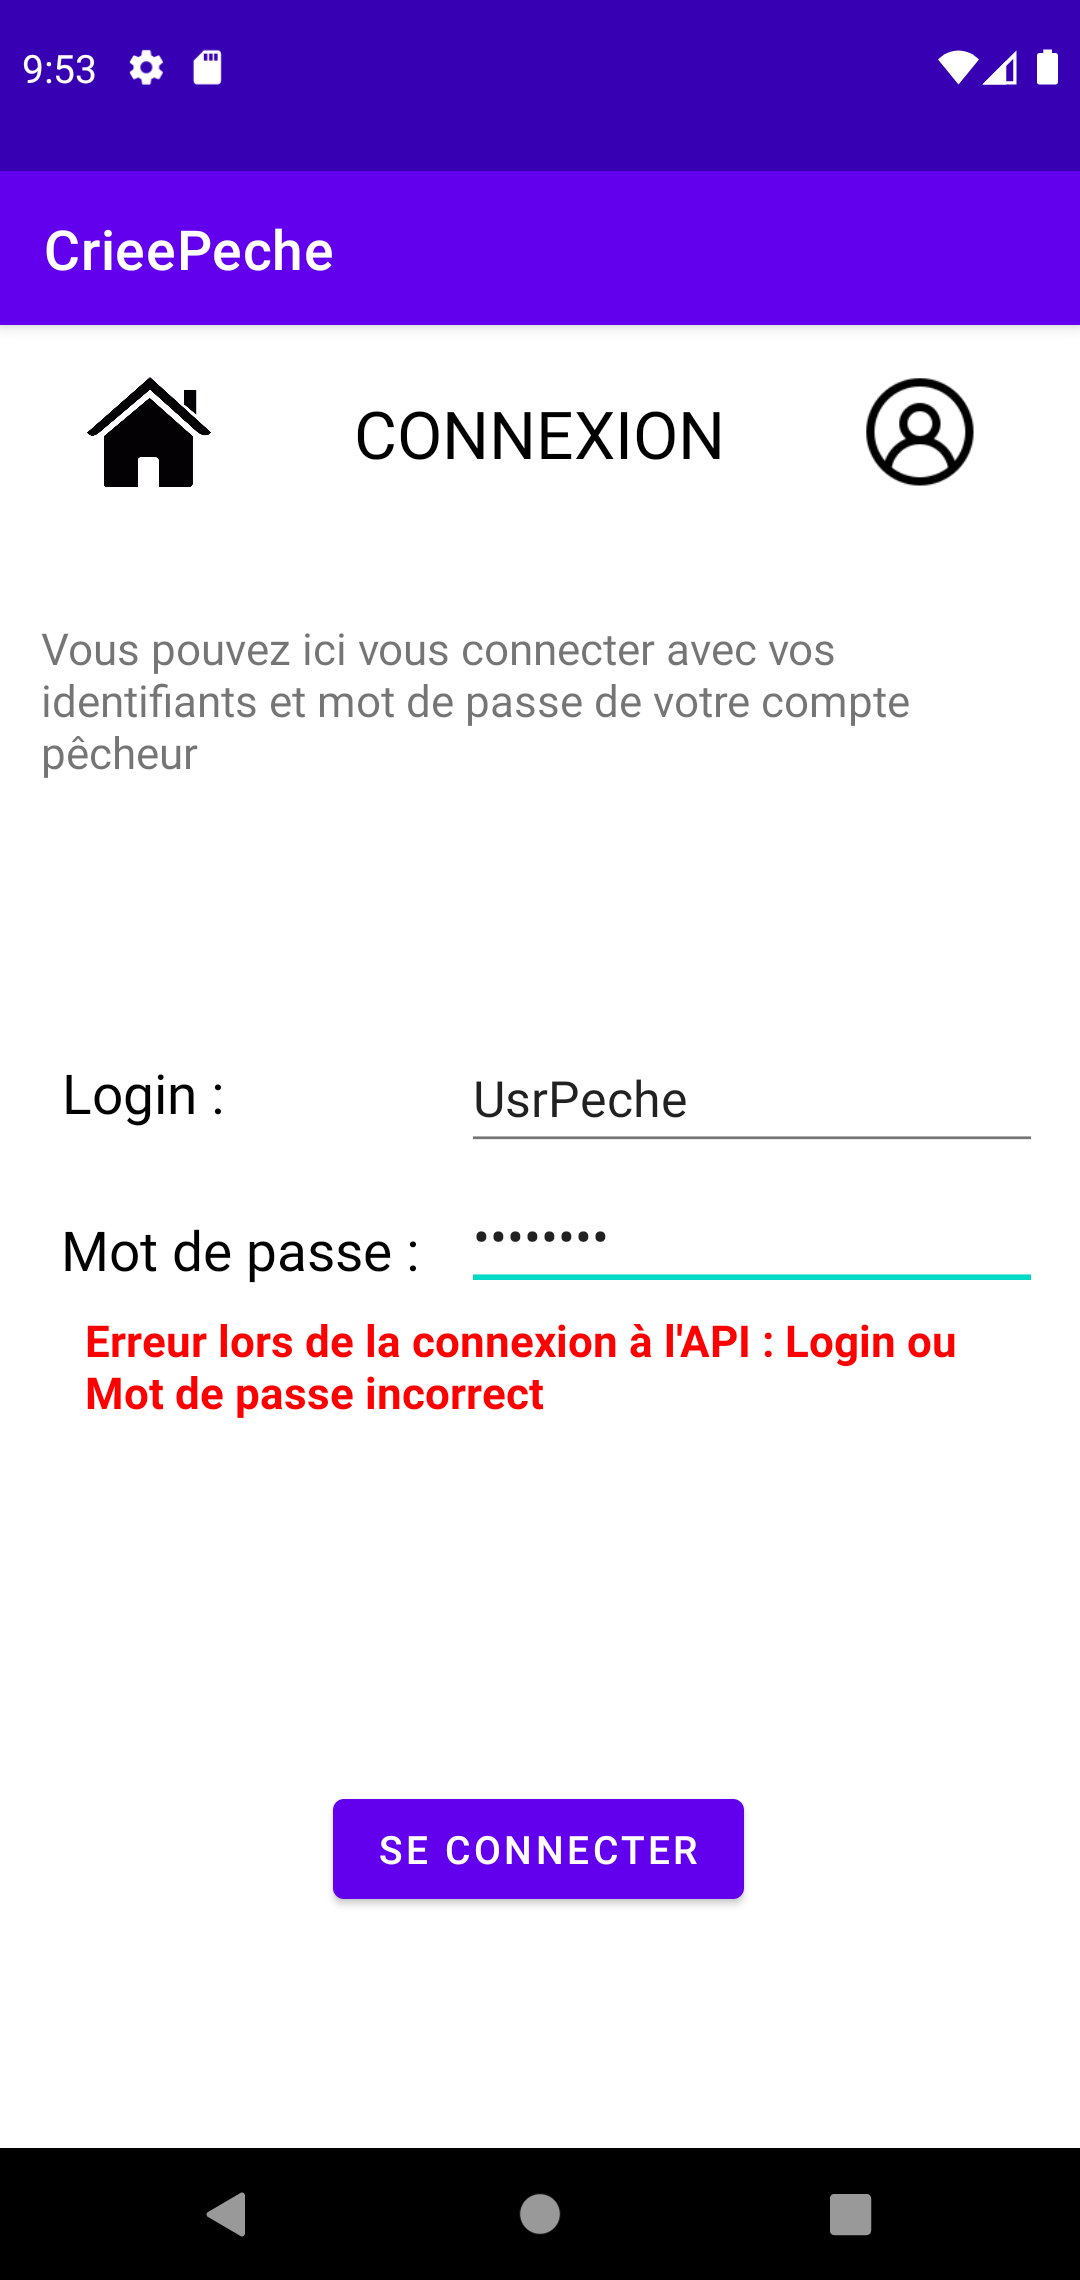 9:53
CrieePeche
CONNEXION
Vous pouvez ici vous connecter avec vos
identifiants et mot de passe de votre compte
pêcheur
Login :
UsrPeche
Mot de passe :
••••••••
Erreur lors de la connexion à l'API : Login ou
Mot de passe incorrect
SE CONNECTER